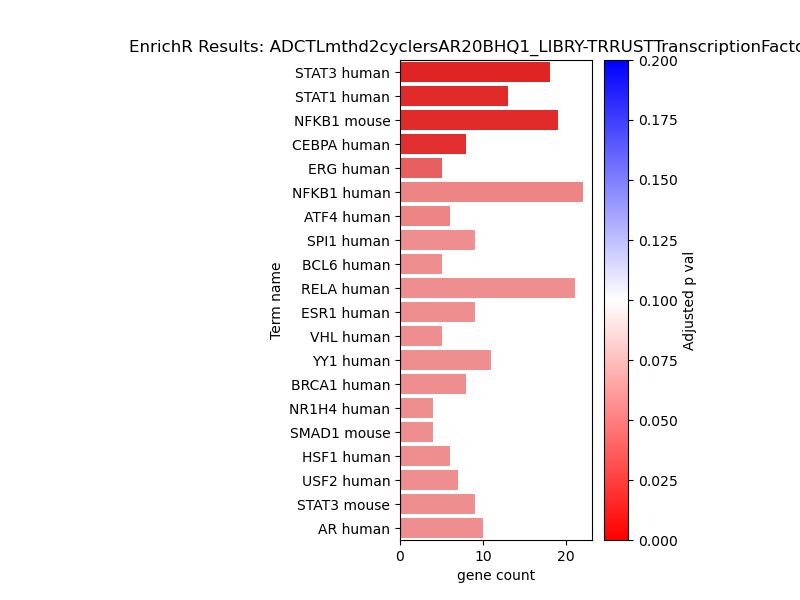 EnrichR Results: ADCTLmthd2cyclersAR20BHQ1_LIBRY-TRRUSTTranscriptionFacto
STAT3 human
STAT1 human
NFKB1 mouse
CEBPA human
ERG human
NFKB1 human
ATF4 human
SPI1 human
BCL6 human
RELA human
ESR1 human
VHL human
YY1 human
BRCA1 human
NR1H4 human
SMAD1 mouse
HSF1 human
USF2 human
STAT3 mouse
AR human
Term name
0 10 20
gene count
0.200
0.175
0.150
0.125
0.100
0.075
0.050
0.025
0.000
Adjusted p val